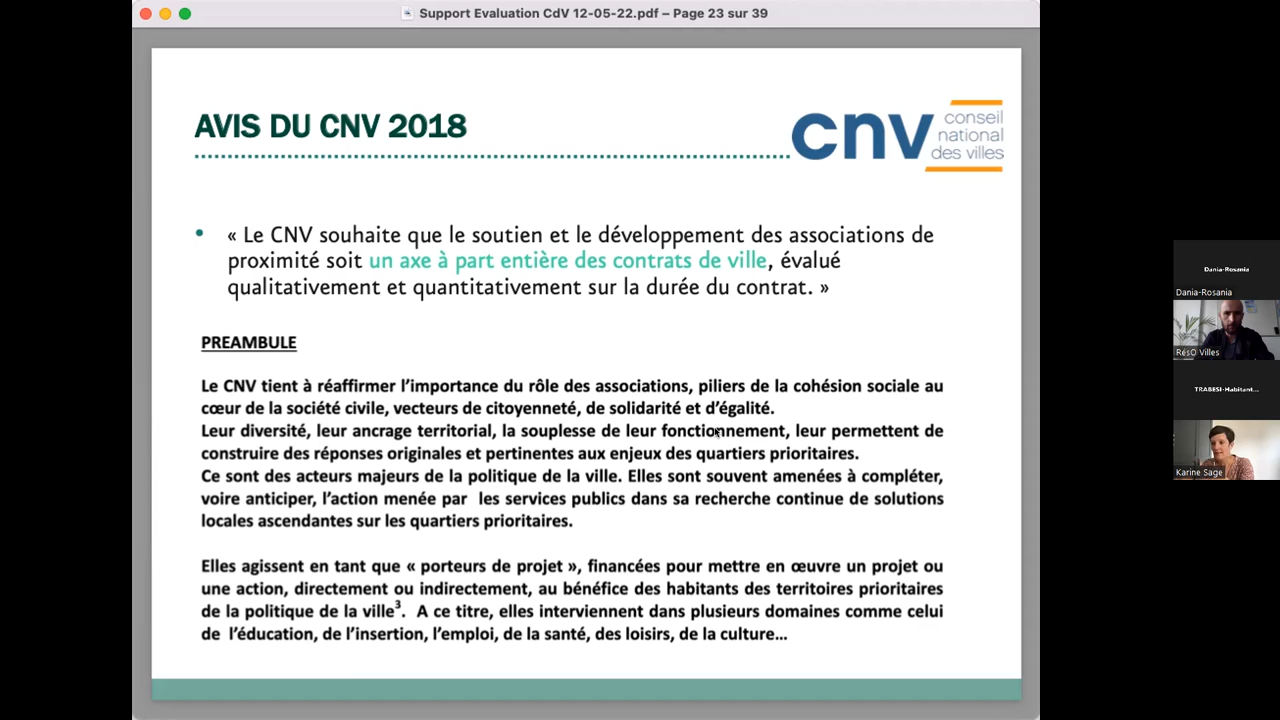 Support Evaluation CdV 12-05-22.pdf – Page 23 sur 39
AVIS DU CNV 2018
cnv
conseil
national
des villes
• « Le CNV souhaite que le soutien et le développement des associations de
proximité soit un axe à part entière des contrats de ville, évalué
qualitativement et quantitativement sur la durée du contrat. »
PREAMBULE
Le CNV tient à réaffirmer l’importance du rôle des associations, piliers de la cohésion sociale au
cœur de la société civile, vecteurs de citoyenneté, de solidarité et d’égalité.
Leur diversité, leur ancrage territorial, la souplesse de leur fonctionnement, leur permettent de
construire des réponses originales et pertinentes aux enjeux des quartiers prioritaires.
Ce sont des acteurs majeurs de la politique de la ville. Elles sont souvent amenées à compléter,
voire anticiper, l’action menée par les services publics dans sa recherche continue de solutions
locales ascendantes sur les quartiers prioritaires.
Elles agissent en tant que « porteurs de projet », financées pour mettre en œuvre un projet ou
une action, directement ou indirectement, au bénéfice des habitants des territoires prioritaires
de la politique de la ville³. A ce titre, elles interviennent dans plusieurs domaines comme celui
de l’éducation, de l’insertion, l’emploi, de la santé, des loisirs, de la culture…
Dania-Rosania
Dania-Rosania
RésO Villes
TRABESI-Habitant...
Karine Sage